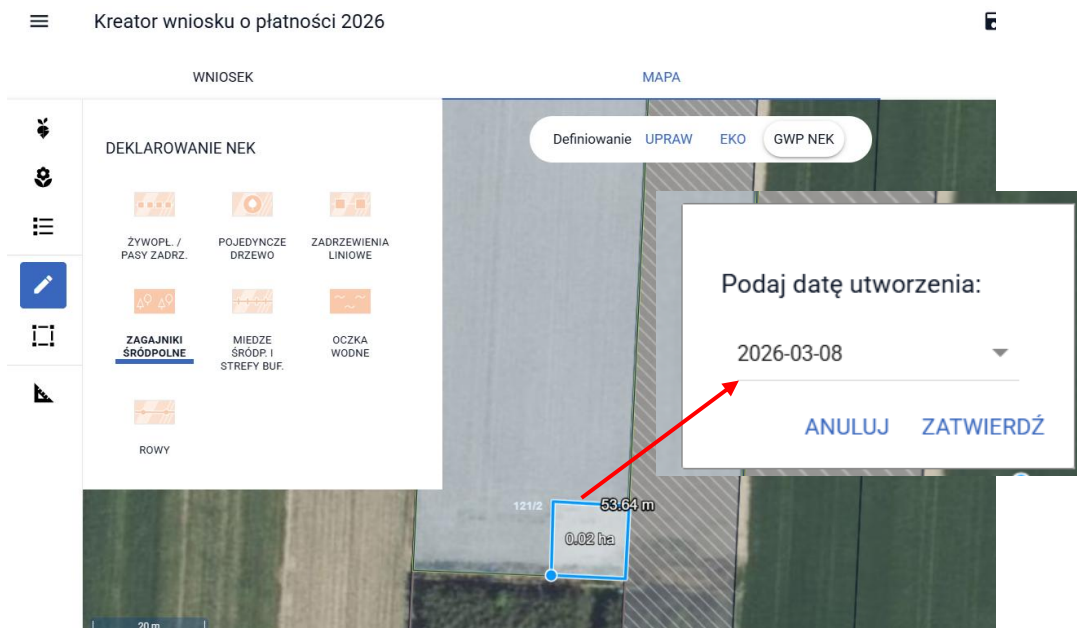 Kreator wniosku o płatności 2026
WNIOSEK
MAPA
DEKLAROWANIE NEK
Definiowanie UPRAW EKO GWP NEK
ŻYWOPŁ. /
PASY ZADRZ.
POJEDYNCZE
DRZEWO
ZADRZEWIENIA
LINIOWE
ZAGAJNIKI
ŚRÓDPOLNE
MIEDZE
ŚRÓDP. I
STREFY BUF.
OCZKA
WODNE
ROWY
Podaj datę utworzenia:
2026-03-08
ANULUJ ZATWIERDŹ
121/2
53.64 m
0.02 ha
20 m